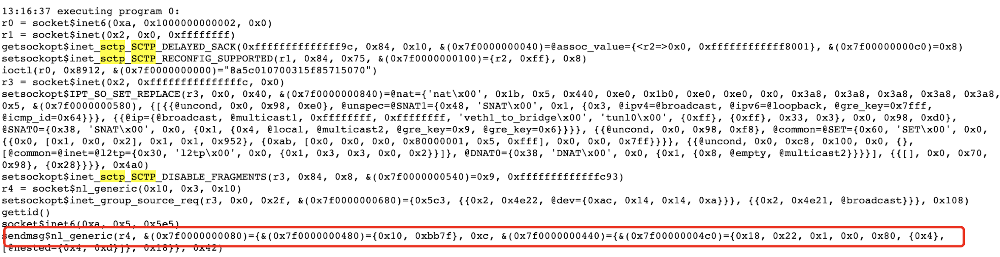 13:16:37 executing program 0:
r0 = socket$inet6(0xa, 0x1000000000002, 0x0)
r1 = socket$inet(0x2, 0x0, 0xffffffff)
getsockopt$inet_sctp_SCTP_DELAYED_SACK(0xffffffffffffff9c, 0x84, 0x10, &(0x7f0000000040)=@assoc_value={<r2=>0x0, 0xffffffffffff8001}, &(0x7f00000000c0)=0x8)
setsockopt$inet_sctp_SCTP_RECONFIG_SUPPORTED(r1, 0x84, 0x75, &(0x7f0000000100)={r2, 0xff}, 0x8)
ioctl(r0, 0x8912, &(0x7f0000000000)="8a5c010700315f85715070")
r3 = socket$inet(0x2, 0xfffffffffffffffc, 0x0)
setsockopt$IPT_SO_SET_REPLACE(r3, 0x0, 0x40, &(0x7f0000000840)=@nat={'nat\x00', 0x1b, 0x5, 0x440, 0xe0, 0x1b0, 0xe0, 0xe0, 0x0, 0x3a8, 0x3a8, 0x3a8, 0x3a8, 0x3a8,
0x5, &(0x7f0000000580), {[{{@uncond, 0x0, 0x98, 0xe0}, @unspec=@SNAT1={0x48, 'SNAT\x00', 0x1, {0x3, @ipv4=@broadcast, @ipv6=@loopback, @gre_key=0x7fff,
@icmp_id=0x64}}}, {{@ip={@broadcast, @multicast1, 0xffffffff, 0xffffffff, 'veth1_to_bridge\x00', 'tunl0\x00', {0xff}, {0xff}, 0x33, 0x3}, 0x0, 0x98, 0xd0},
@SNAT0={0x38, 'SNAT\x00', 0x0, {0x1, {0x4, @local, @multicast2, @gre_key=0x9, @gre_key=0x6}}}}, {{@uncond, 0x0, 0x98, 0xf8}, @common=@SET={0x60, 'SET\x00', 0x0,
{{0x0, [0x1, 0x0, 0x2], 0x1, 0x1, 0x952}, {0xab, [0x0, 0x0, 0x0, 0x80000001, 0x5, 0xfff], 0x0, 0x0, 0x7ff}}}}, {{@uncond, 0x0, 0xc8, 0x100, 0x0, {},
[@common=@inet=@l2tp={0x30, 'l2tp\x00', 0x0, {0x1, 0x3, 0x3, 0x0, 0x2}}]}, @DNAT0={0x38, 'DNAT\x00', 0x0, {0x1, {0x8, @empty, @multicast2}}}}], {{[], 0x0, 0x70,
0x98}, {0x28}}}}, 0x4a0)
setsockopt$inet_sctp_SCTP_DISABLE_FRAGMENTS(r3, 0x84, 0x8, &(0x7f0000000540)=0x9, 0xfffffffffffffc93)
r4 = socket$nl_generic(0x10, 0x3, 0x10)
setsockopt$inet_group_source_req(r3, 0x0, 0x2f, &(0x7f0000000680)={0x5c3, {{0x2, 0x4e22, @dev={0xac, 0x14, 0x14, 0xa}}}, {{0x2, 0x4e21, @broadcast}}}, 0x108)
gettid()
socket$inet6(0xa, 0x5, 0x5e5)
sendmsg$nl_generic(r4, &(0x7f0000000080)={&(0x7f0000000480)={0x10, 0xbb7f}, 0xc, &(0x7f0000000440)={&(0x7f00000004c0)={0x18, 0x22, 0x1, 0x0, 0x80, {0x4},
[@nested={0x4, 0xd}]}, 0x18}}, 0x42)